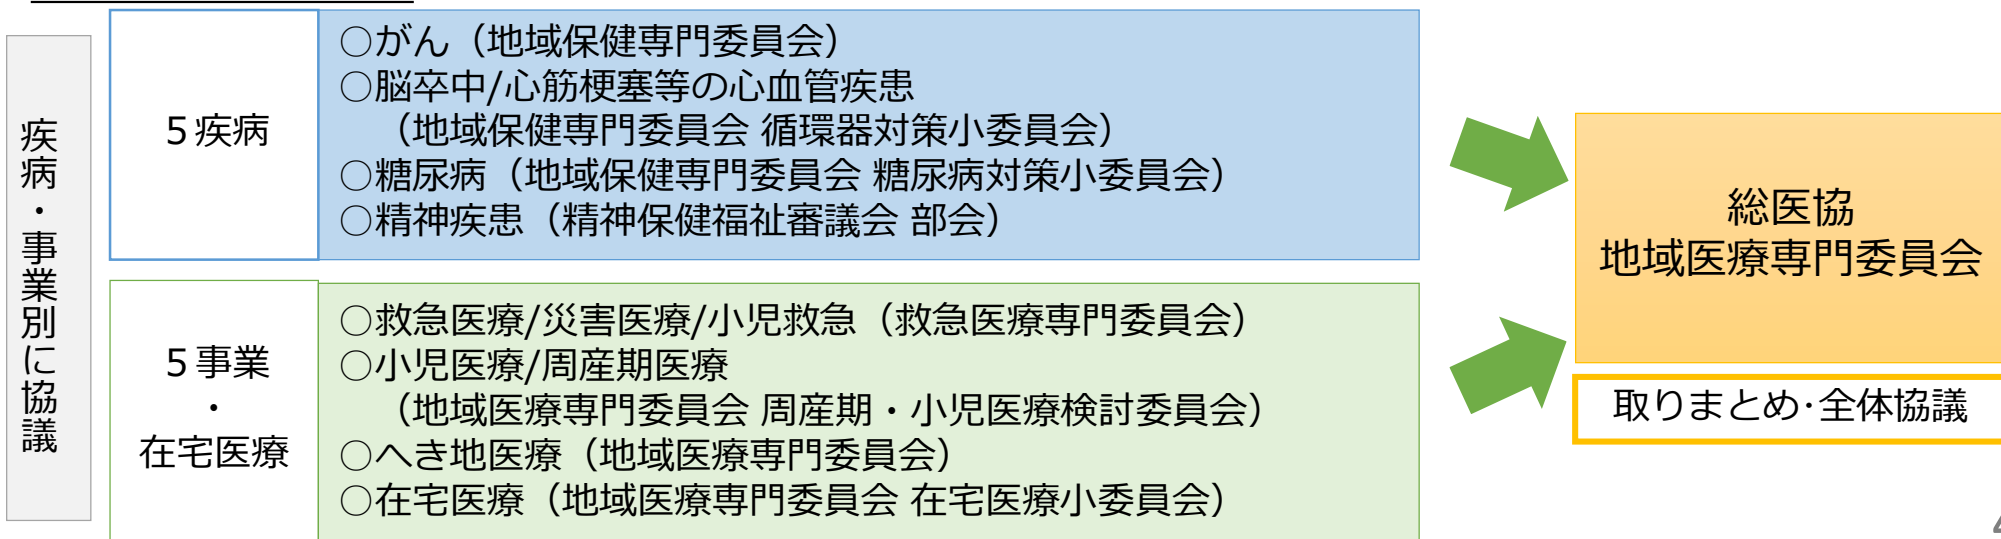 疾病・事業別に協議
５疾病
○がん（地域保健専門委員会）
○脳卒中/心筋梗塞等の心血管疾患
（地域保健専門委員会 循環器対策小委員会）
○糖尿病（地域保健専門委員会 糖尿病対策小委員会）
○精神疾患（精神保健福祉審議会 部会）
５事業
・
在宅医療
○救急医療/災害医療/小児救急（救急医療専門委員会）
○小児医療/周産期医療
（地域医療専門委員会 周産期・小児医療検討委員会）
○へき地医療（地域医療専門委員会）
○在宅医療（地域医療専門委員会 在宅医療小委員会）
総医協
地域医療専門委員会
取りまとめ･全体協議